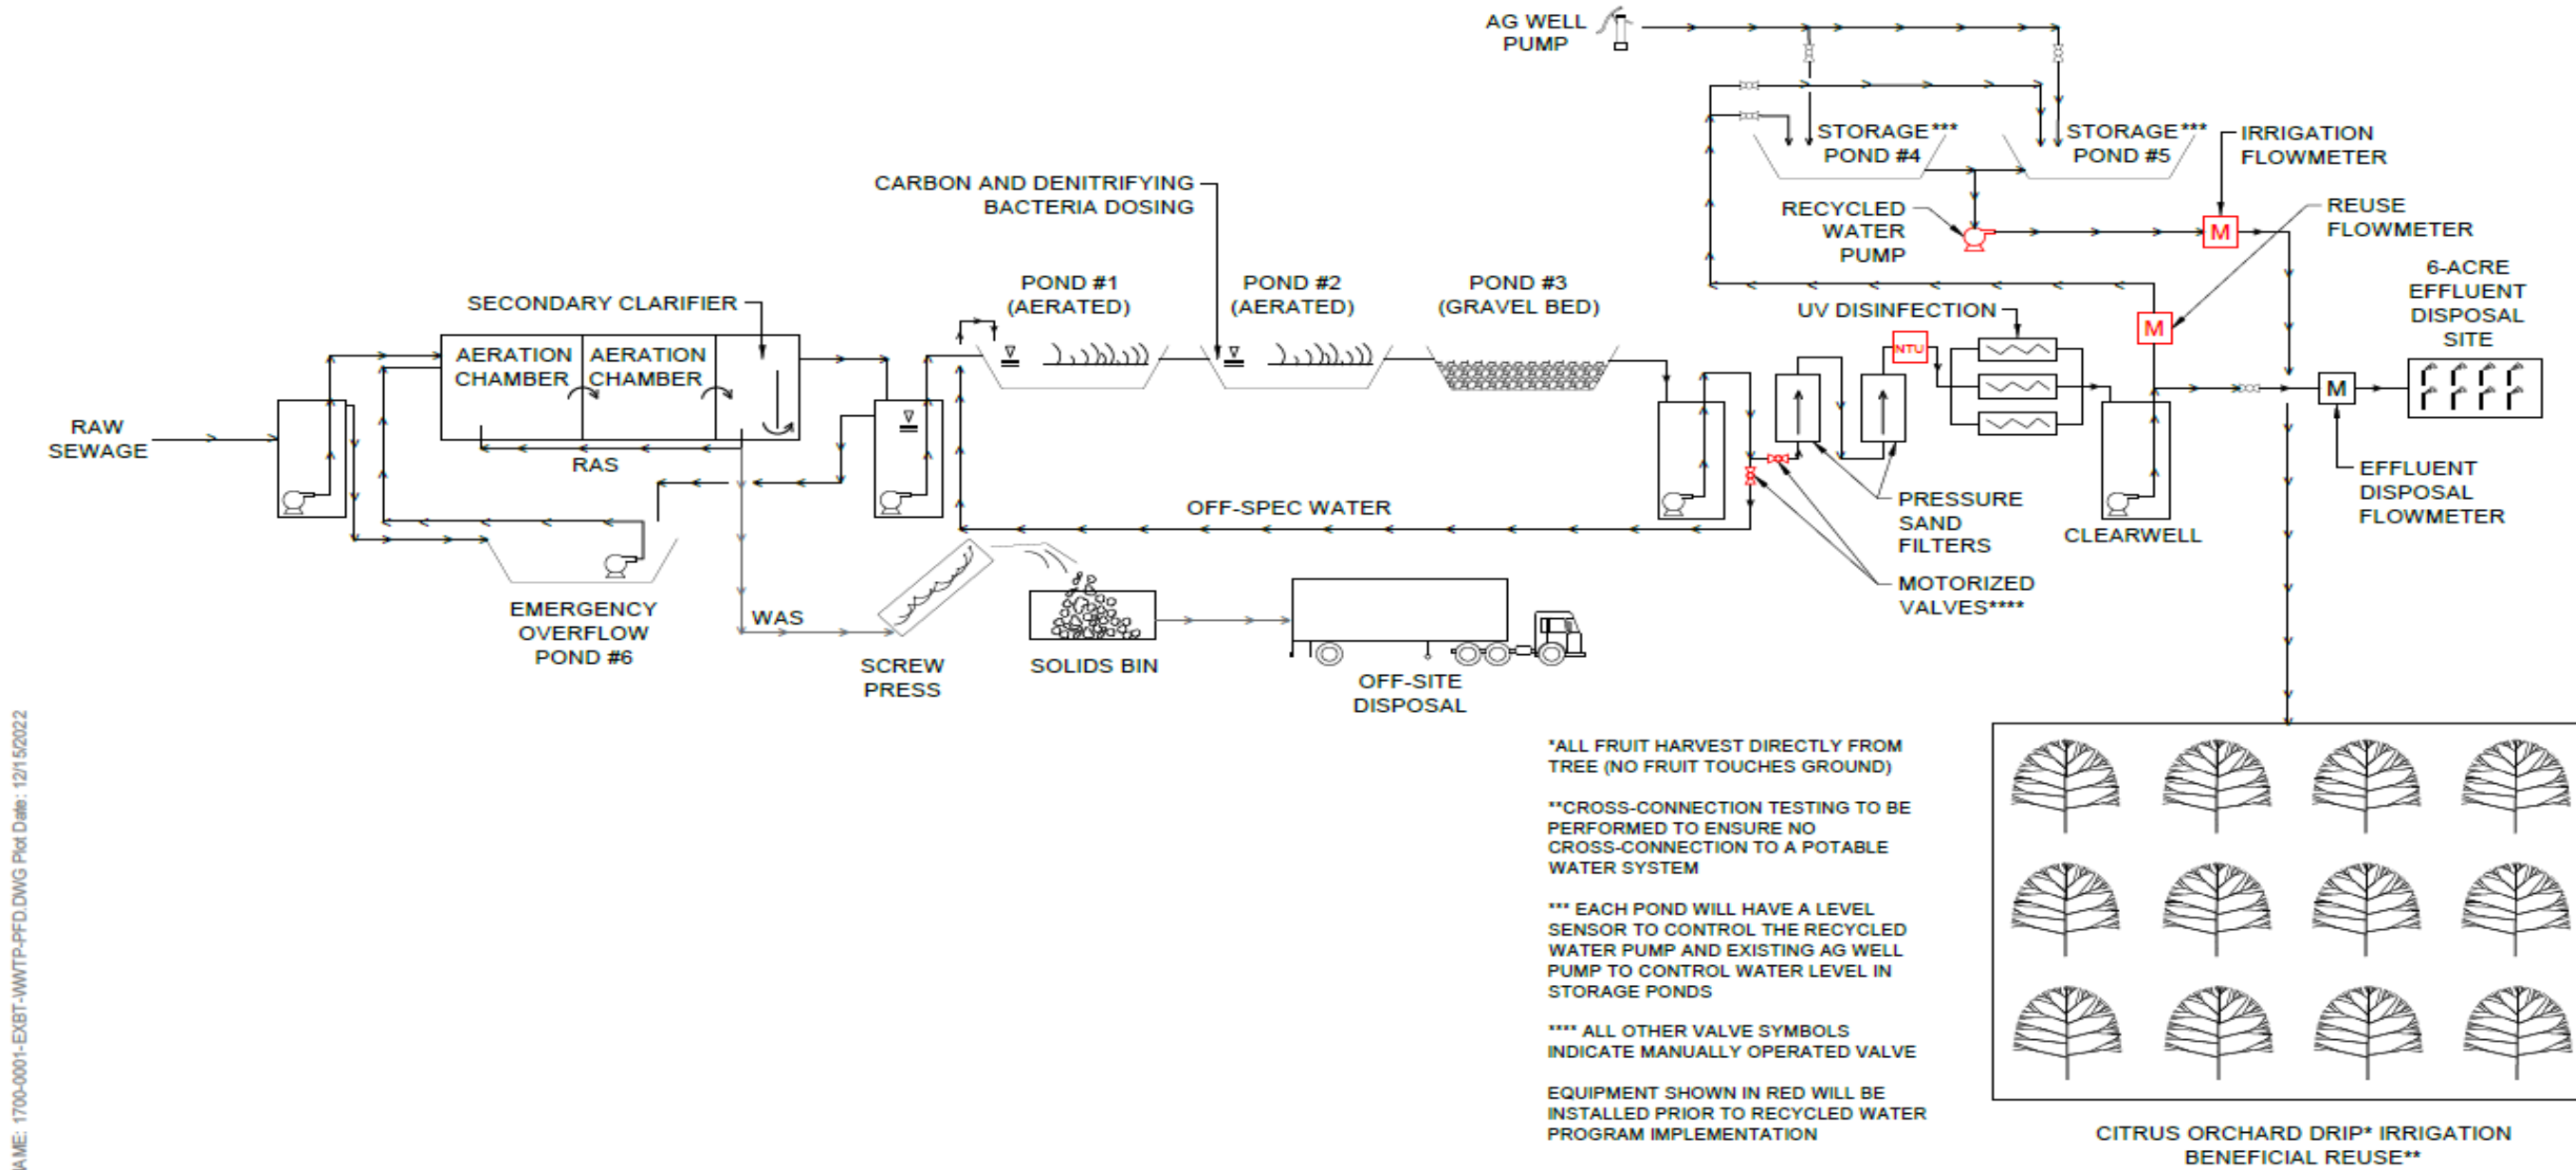 AG WELL
PUMP
STORAGE***
POND #4
STORAGE***
POND #5
IRRIGATION
FLOWMETER
CARBON AND DENITRIFYING
BACTERIA DOSING
RECYCLED
WATER
PUMP
M
REUSE
FLOWMETER
SECONDARY CLARIFIER
POND #1
(AERATED)
POND #2
(AERATED)
POND #3
(GRAVEL BED)
UV DISINFECTION
M
6-ACRE
EFFLUENT
DISPOSAL
SITE
AERATION
CHAMBER
AERATION
CHAMBER
NTU
M
RAW
SEWAGE
RAS
OFF-SPEC WATER
PRESSURE
SAND
FILTERS
CLEARWELL
EFFLUENT
DISPOSAL
FLOWMETER
MOTORIZED
VALVES****
EMERGENCY
OVERFLOW
POND #6
WAS
SCREW
PRESS
SOLIDS BIN
OFF-SITE
DISPOSAL
*ALL FRUIT HARVEST DIRECTLY FROM
TREE (NO FRUIT TOUCHES GROUND)
**CROSS-CONNECTION TESTING TO BE
PERFORMED TO ENSURE NO
CROSS-CONNECTION TO A POTABLE
WATER SYSTEM
*** EACH POND WILL HAVE A LEVEL
SENSOR TO CONTROL THE RECYCLED
WATER PUMP AND EXISTING AG WELL
PUMP TO CONTROL WATER LEVEL IN
STORAGE PONDS
**** ALL OTHER VALVE SYMBOLS
INDICATE MANUALLY OPERATED VALVE
EQUIPMENT SHOWN IN RED WILL BE
INSTALLED PRIOR TO RECYCLED WATER
PROGRAM IMPLEMENTATION
CITRUS ORCHARD DRIP* IRRIGATION
BENEFICIAL REUSE**
AME: 1700-0001-EXBT-WWTP-PFD.DWG Plot Date: 12/15/2022